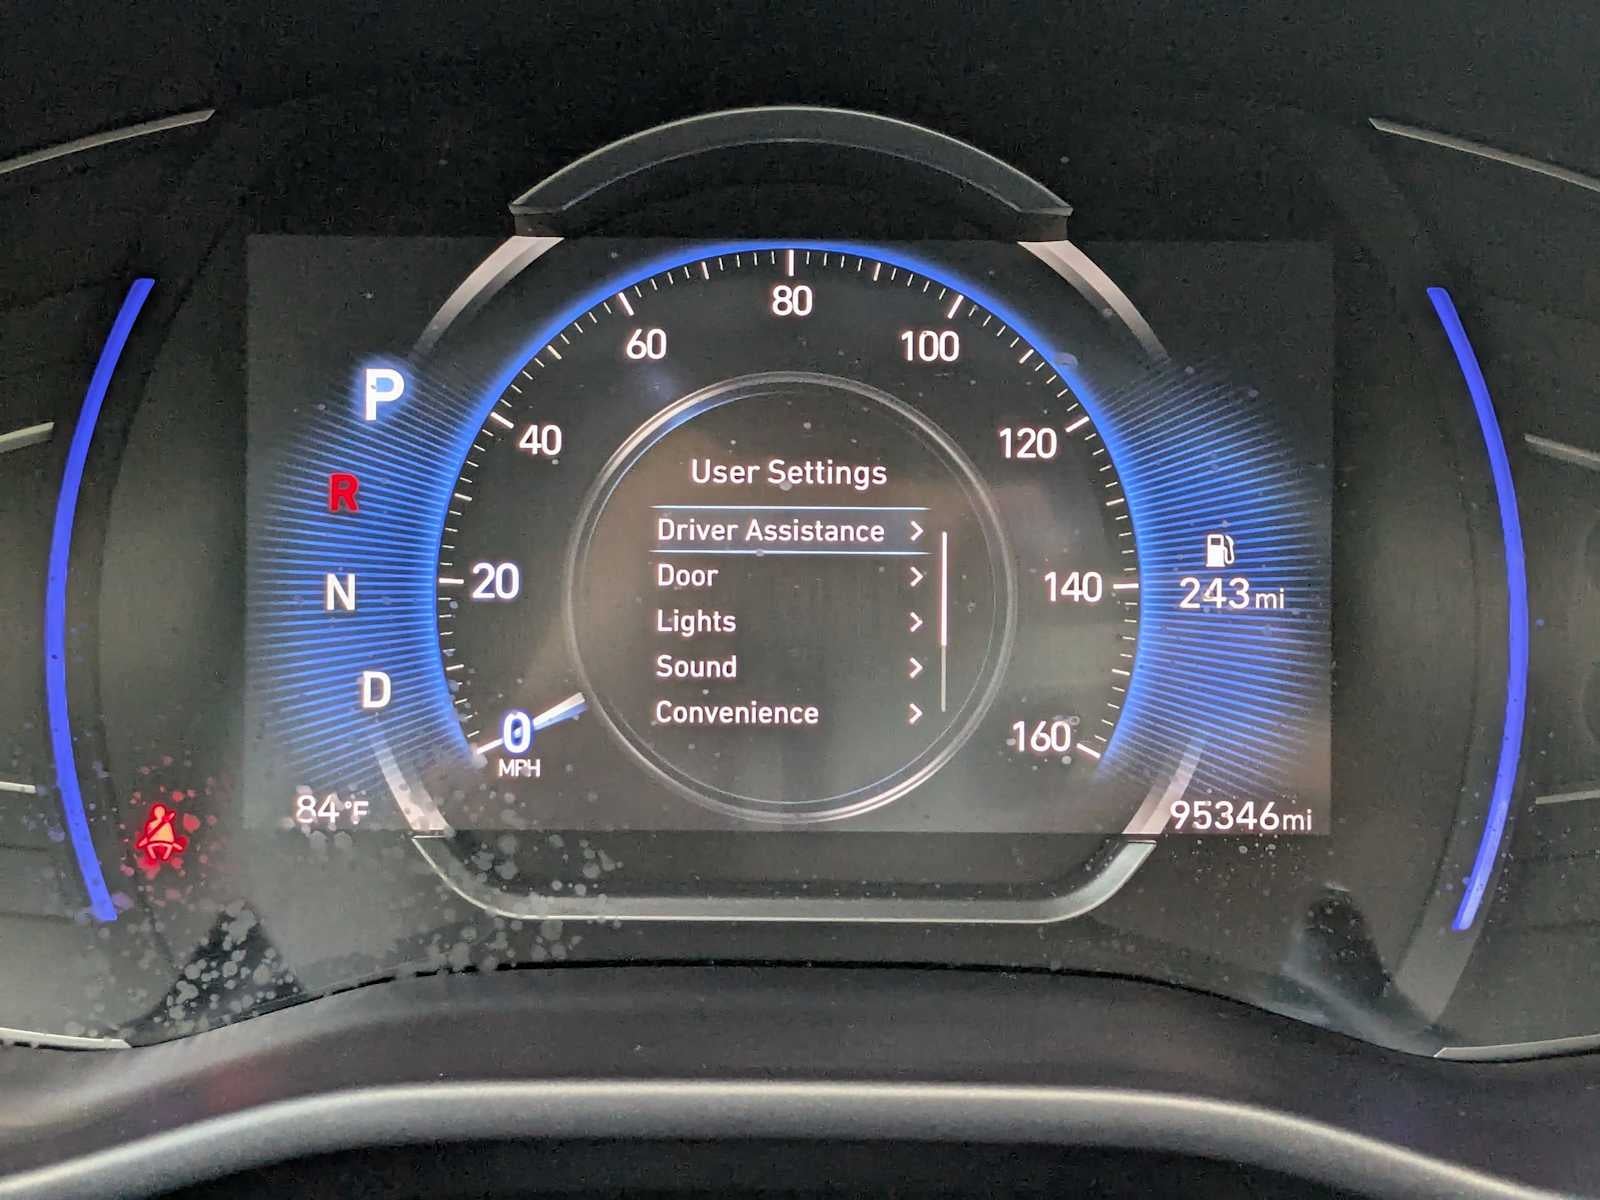 80
60
100
40
120
20
140
0
160
MPH
P
R
N
D
User Settings
Driver Assistance >
Door >
Lights >
Sound >
Convenience >
243mi
84°F
95346mi